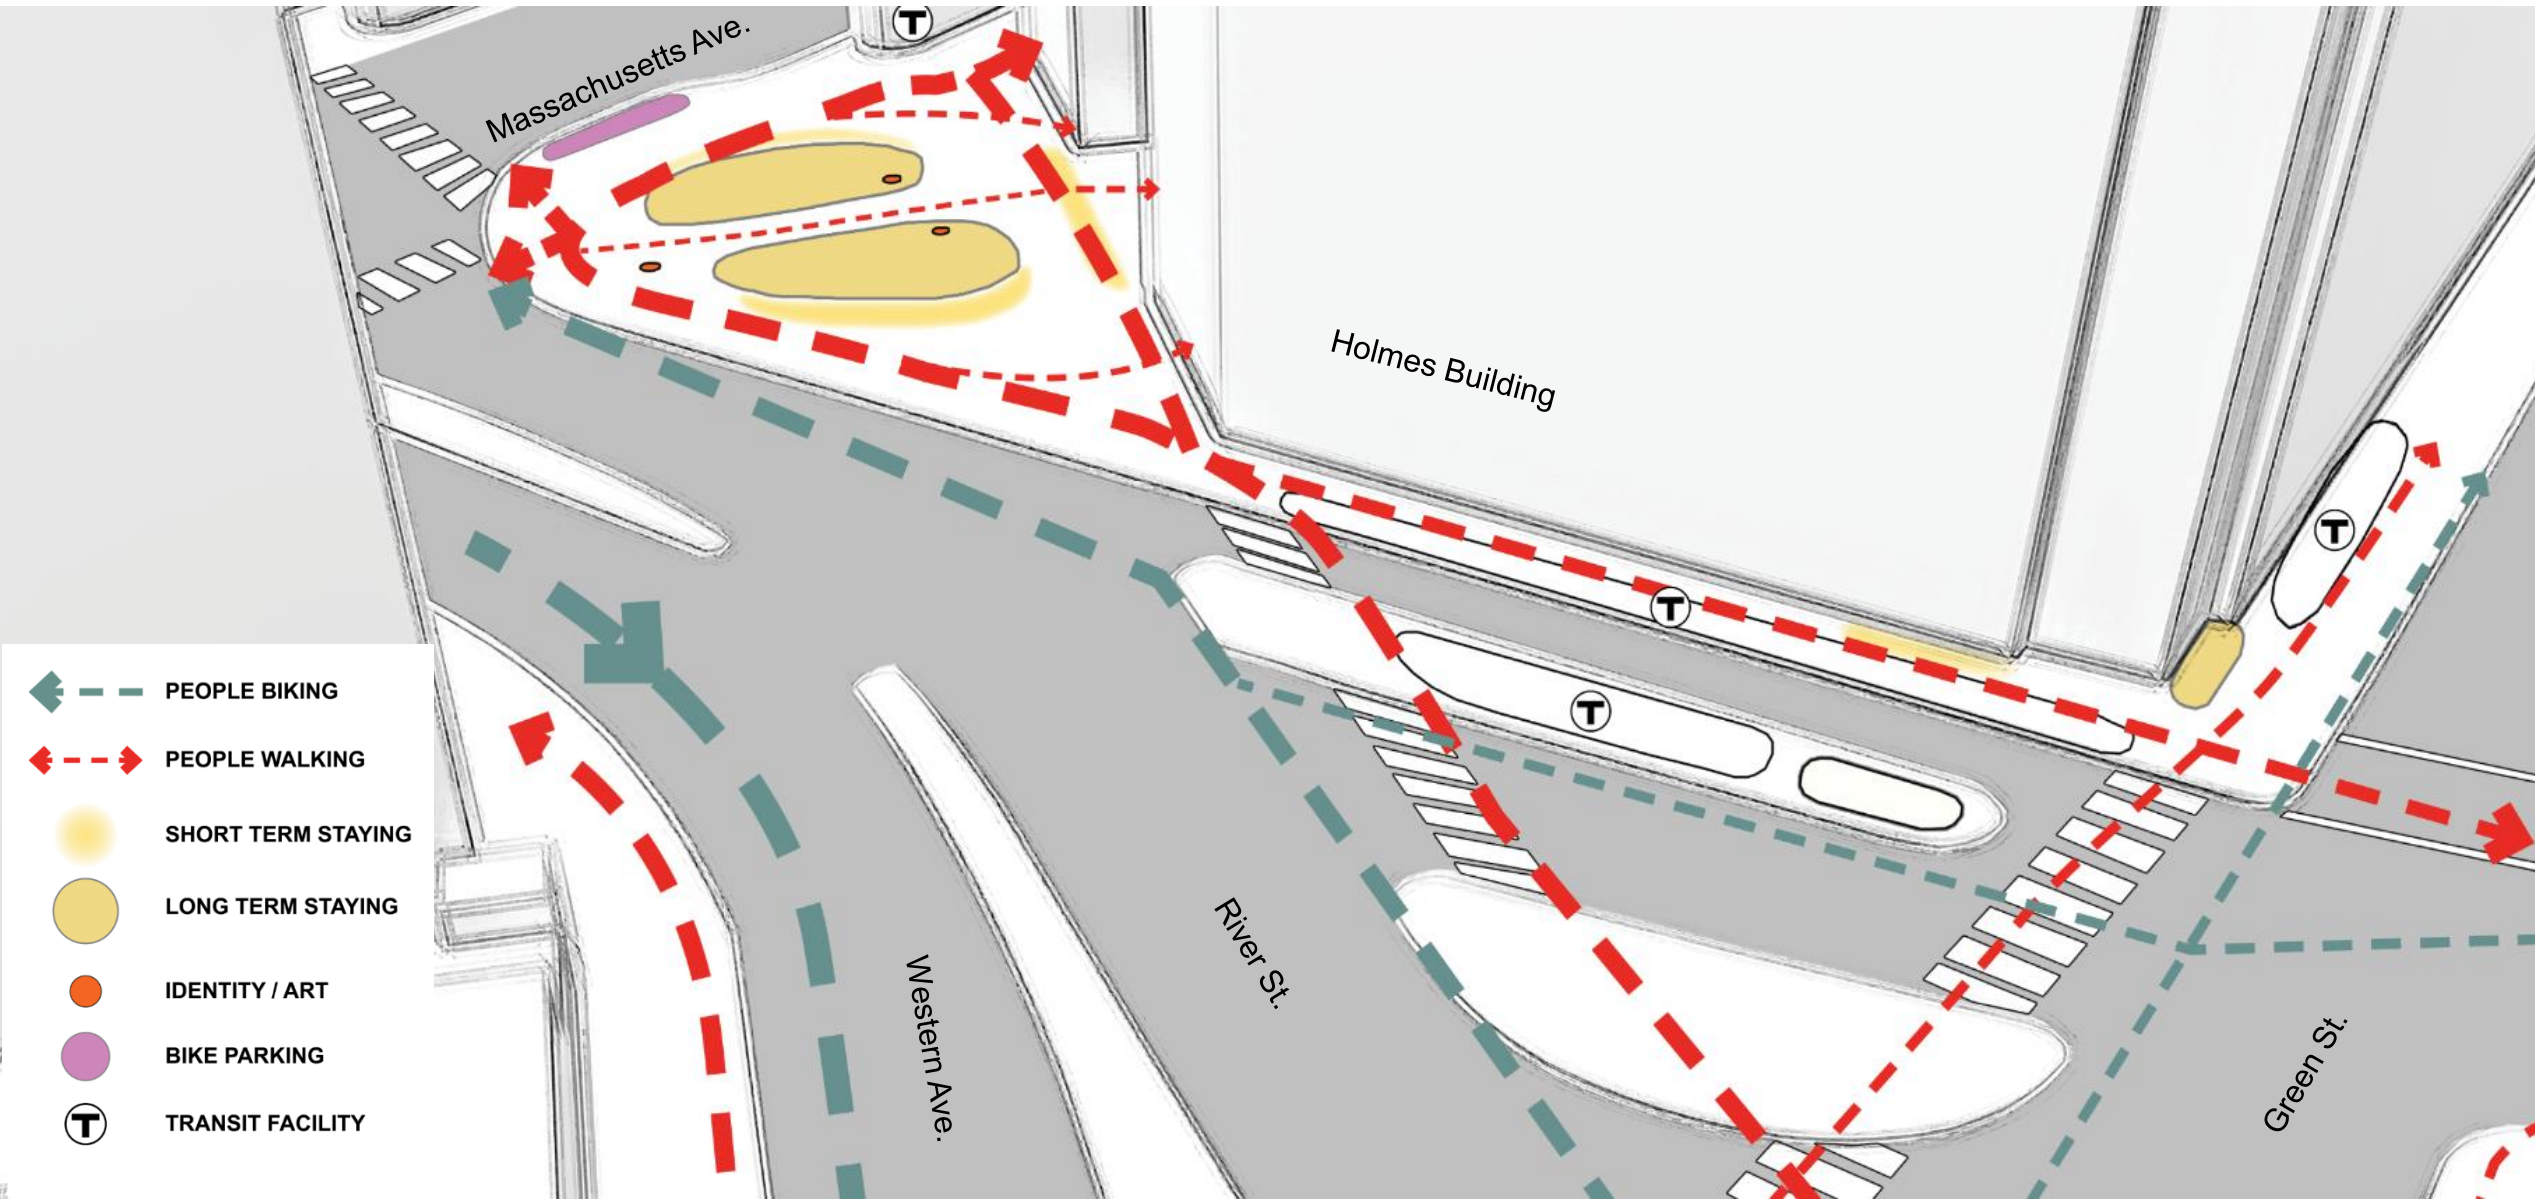 T
Massachusetts Ave.
Holmes Building
T
T
T
River St.
Western Ave.
Green St.
PEOPLE BIKING
PEOPLE WALKING
SHORT TERM STAYING
LONG TERM STAYING
IDENTITY / ART
BIKE PARKING
T
TRANSIT FACILITY